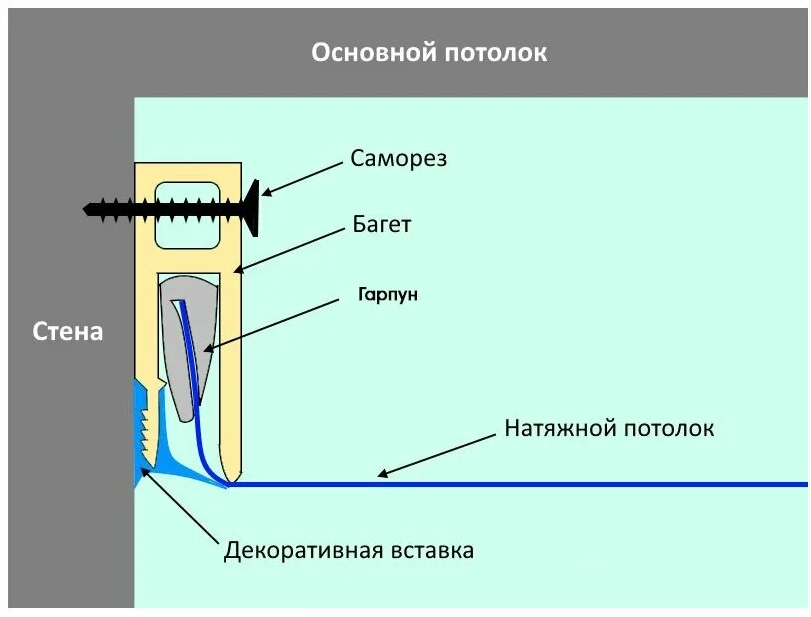 Основной потолок
Саморез
Багет
Гарпун
Стена
Натяжной потолок
Декоративная вставка